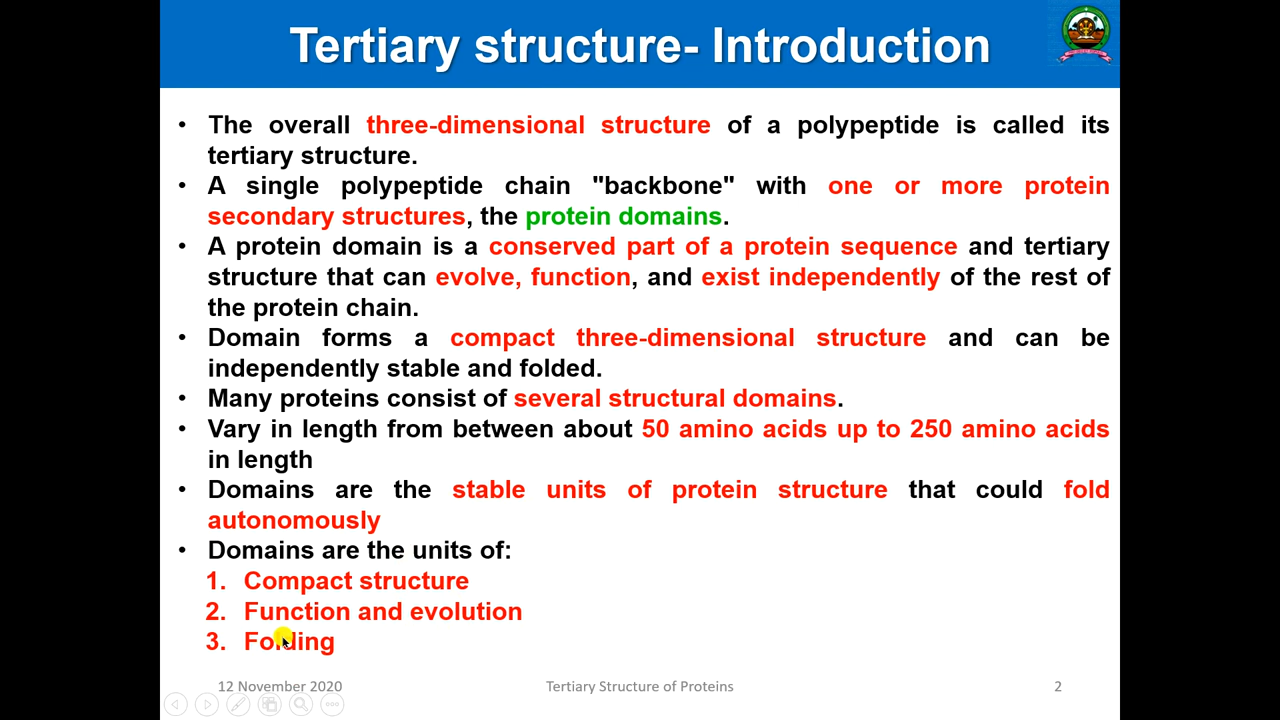 Tertiary structure- Introduction
• The overall three-dimensional structure of a polypeptide is called its
tertiary structure.
• A single polypeptide chain "backbone" with one or more protein
secondary structures, the protein domains.
• A protein domain is a conserved part of a protein sequence and tertiary
structure that can evolve, function, and exist independently of the rest of
the protein chain.
• Domain forms a compact three-dimensional structure and can be
independently stable and folded.
• Many proteins consist of several structural domains.
• Vary in length from between about 50 amino acids up to 250 amino acids
in length
• Domains are the stable units of protein structure that could fold
autonomously
• Domains are the units of:
1. Compact structure
2. Function and evolution
3. Folding
12 November 2020
Tertiary Structure of Proteins
2